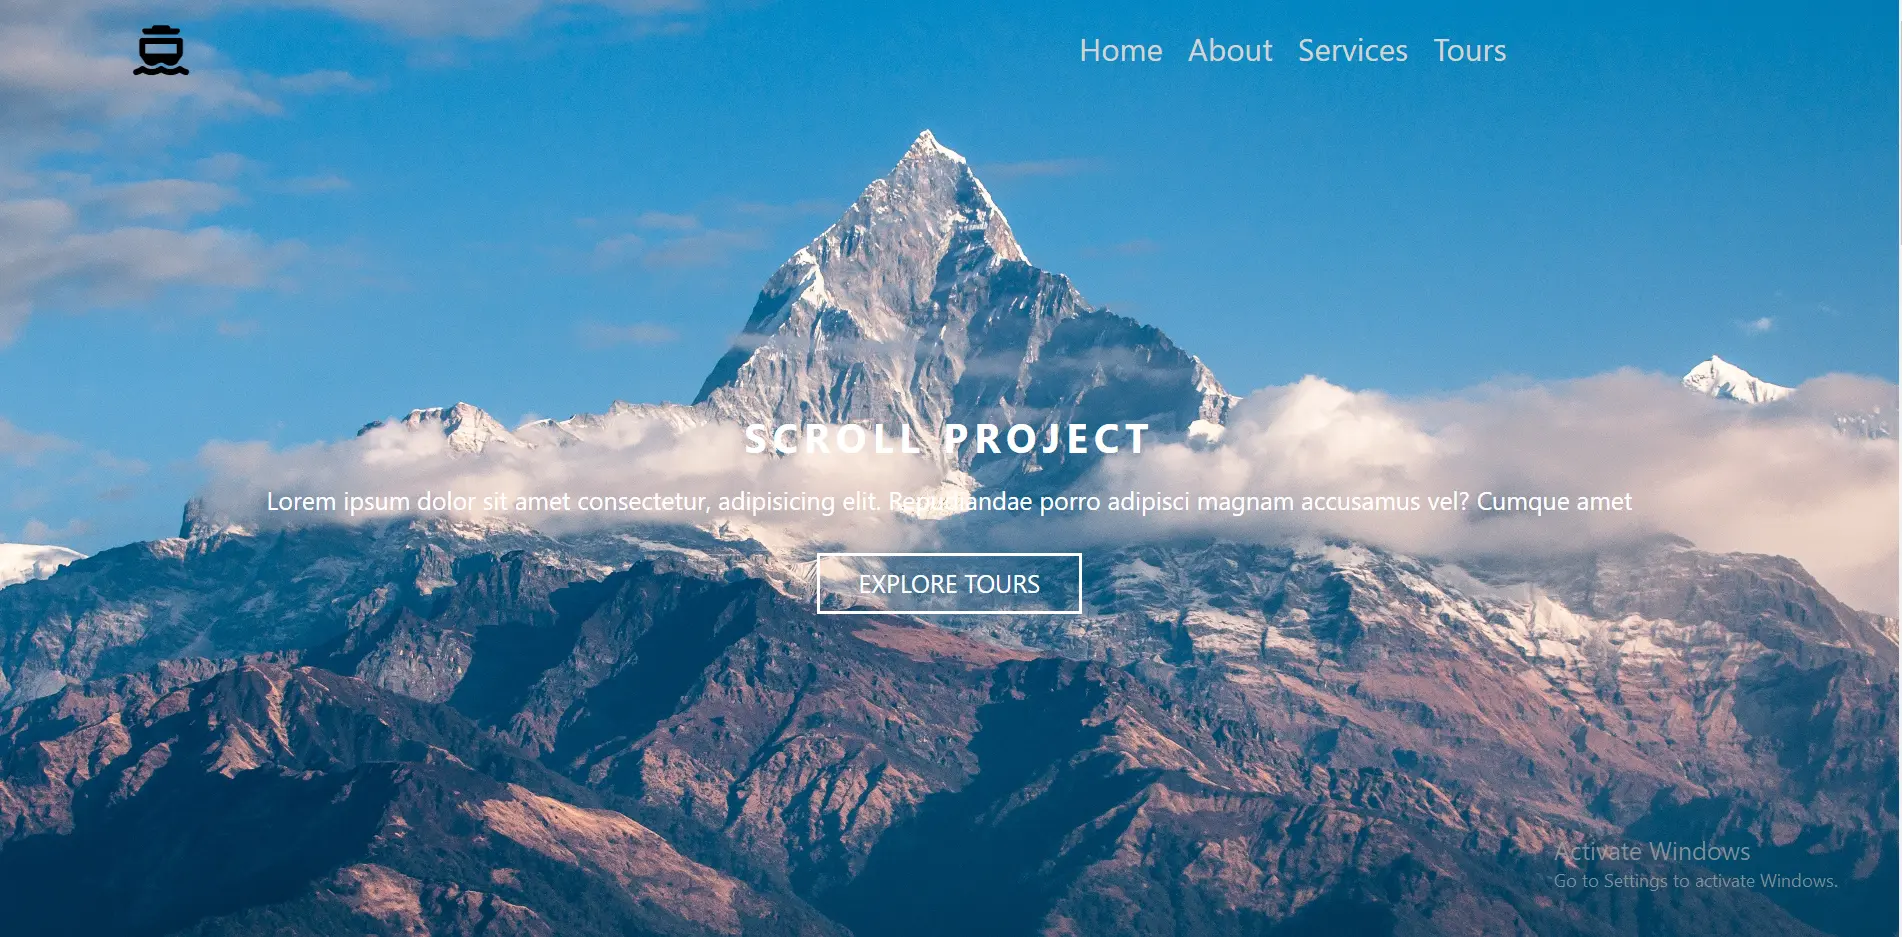 Home About Services Tours
SCROLL PROJECT
Lorem ipsum dolor sit amet consectetur, adipisicing elit. Repudiandae porro adipisci magnam accusamus vel? Cumque amet
EXPLORE TOURS
Activate Windows
Go to Settings to activate Windows.